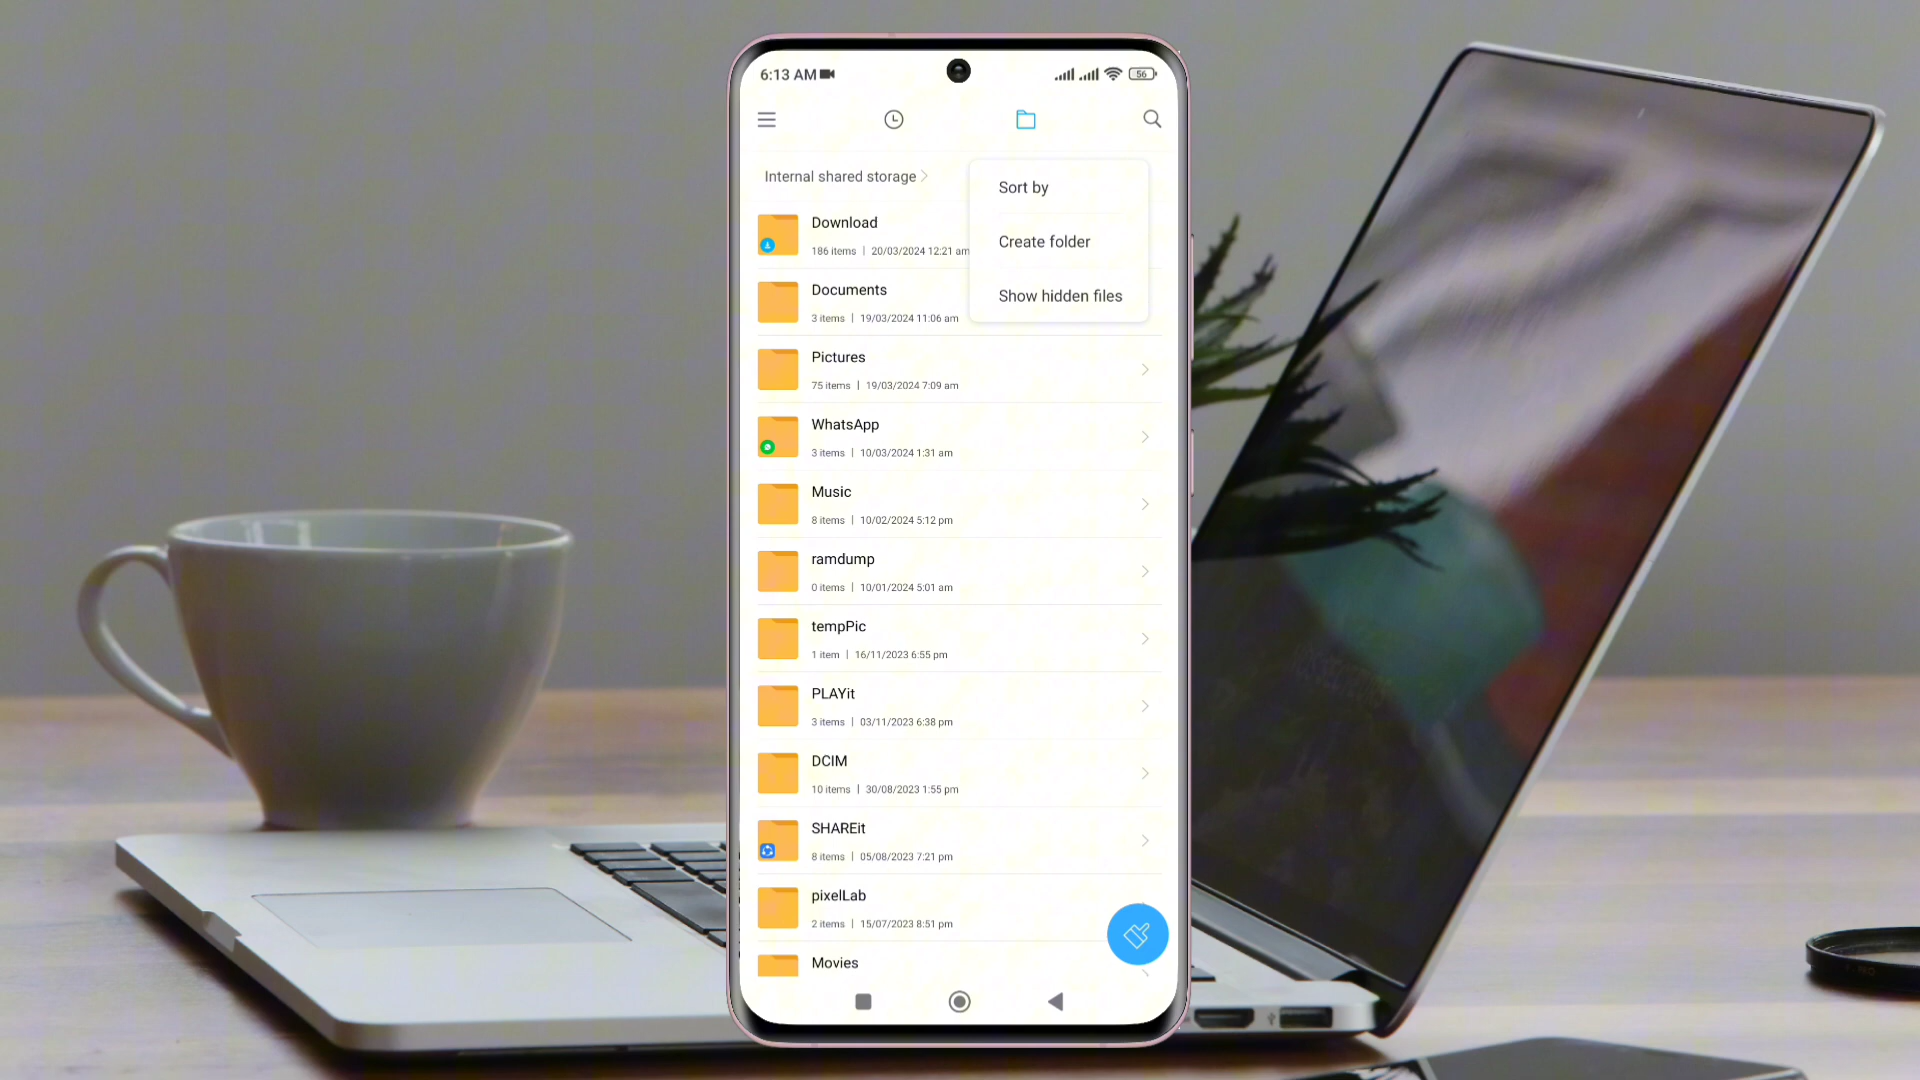 6:13 AM
56
Internal shared storage
Sort by
Create folder
Show hidden files
Download
186 items | 20/03/2024 12:21 am
Documents
3 items | 19/03/2024 11:06 am
Pictures
75 items | 19/03/2024 7:09 am
WhatsApp
3 items | 10/03/2024 1:31 am
Music
8 items | 10/02/2024 5:12 pm
ramdump
0 items | 10/01/2024 5:01 am
tempPic
1 item | 16/11/2023 6:55 pm
PLAYit
3 items | 03/11/2023 6:38 pm
DCIM
10 items | 30/08/2023 1:55 pm
SHAREit
8 items | 05/08/2023 7:21 pm
pixelLab
2 items | 15/07/2023 8:51 pm
Movies